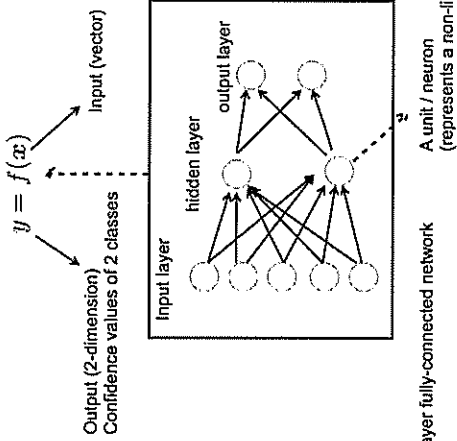 y = f(x)
Output (2-dimension)
Confidence values of 2 classes
Input (vector)
Input layer
hidden layer
output layer
ayer fully-connected network
A unit / neuron
(represents a non-li